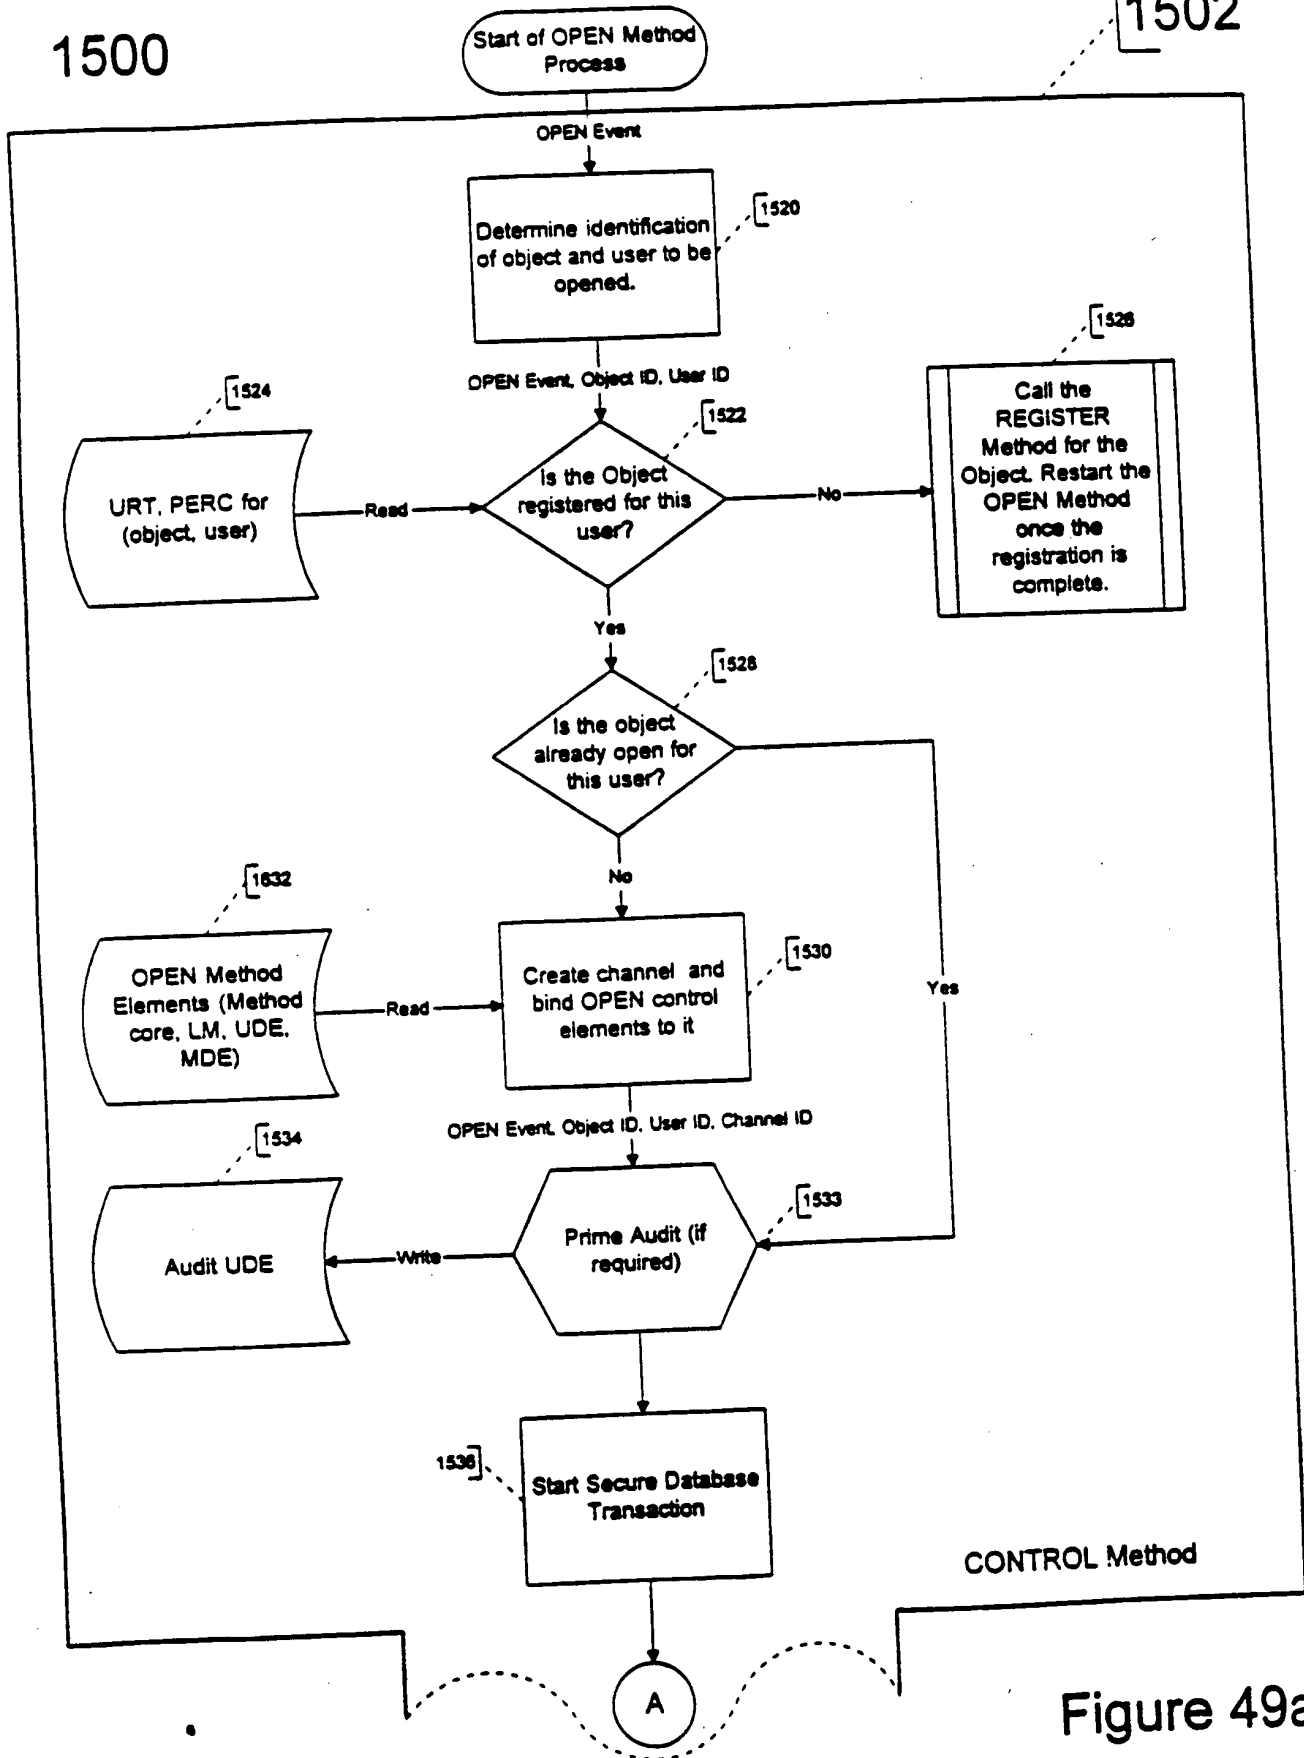 1500
1502
Start of OPEN Method
Process
OPEN Event
1520
Determine identification
of object and user to be
opened.
OPEN Event, Object ID, User ID
1524
1522
1526
URT, PERC for
(object, user)
Read
Is the Object
registered for this
user?
No
Call the
REGISTER
Method for the
Object. Restart the
OPEN Method
once the
registration is
complete.
Yes
1528
Is the object
already open for
this user?
No
Yes
1632
OPEN Method
Elements (Method
core, LM, UDE,
MDE)
Read
1530
Create channel and
bind OPEN control
elements to it
OPEN Event, Object ID, User ID, Channel ID
1534
1533
Audit UDE
Write
Prime Audit (if
required)
1536
Start Secure Database
Transaction
CONTROL Method
A
Figure 49a